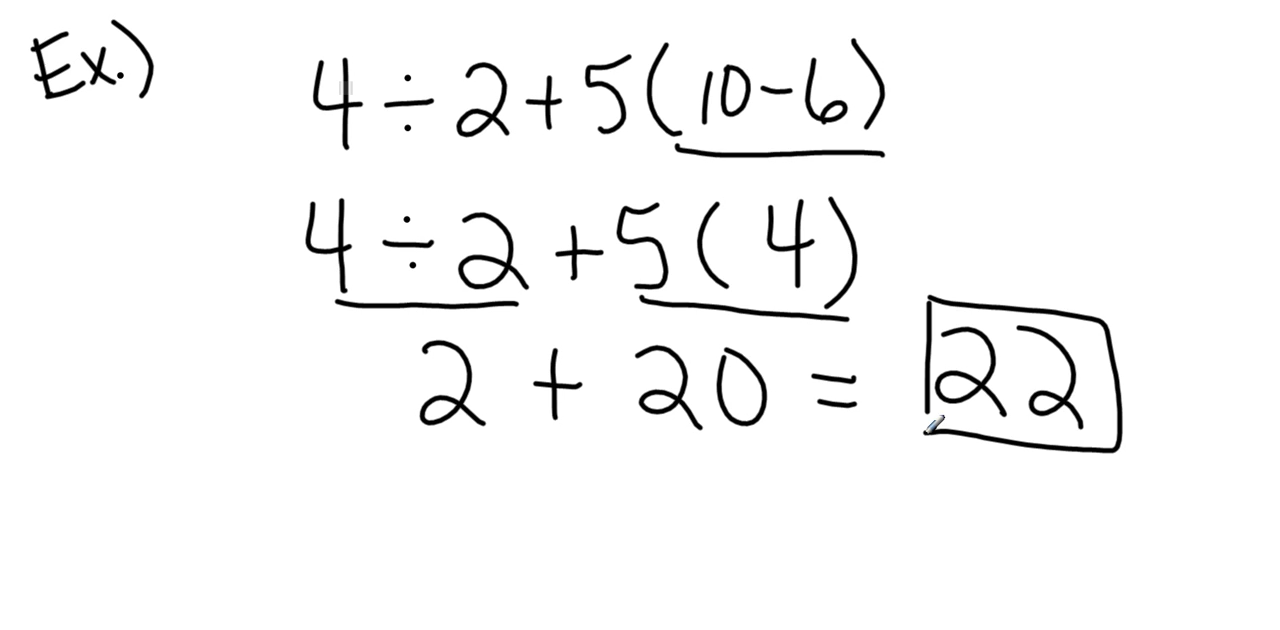 Ex.) 4 ÷ 2 + 5 ( 10 - 6 )
4 ÷ 2 + 5 ( 4 )
2 + 20 = 22